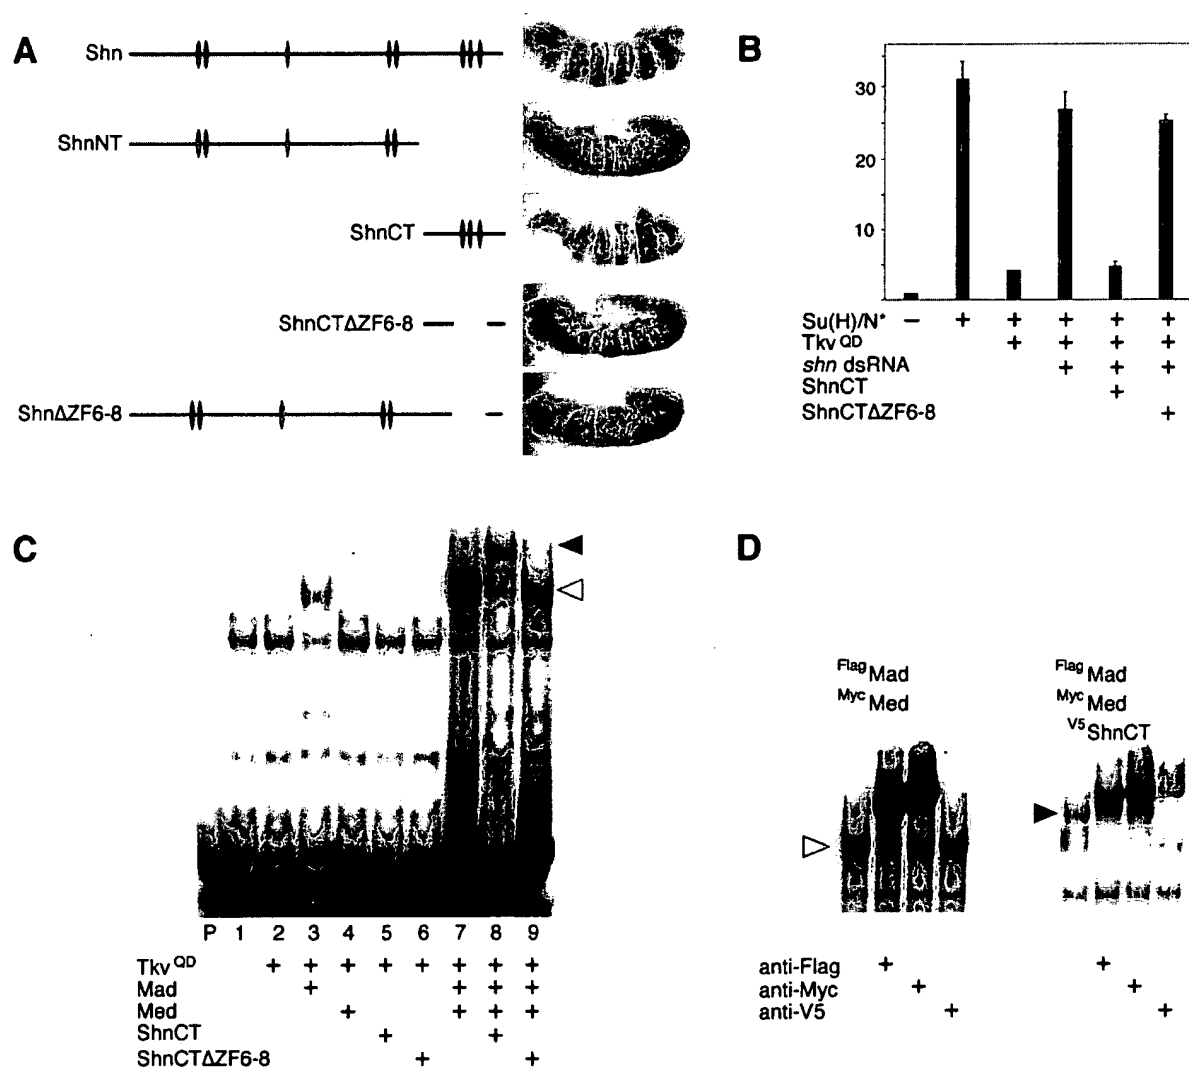 A
Shn
ShnNT
ShnCT
ShnCTΔZF6-8
ShnΔZF6-8
B
30
20
10
Su(H)/N* – + + + + +
Tkv QD + + + +
shn dsRNA + + +
ShnCT +
ShnCTΔZF6-8 +
C
P 1 2 3 4 5 6 7 8 9
Tkv QD + + + + + + + +
Mad + + + +
Med + + + +
ShnCT + +
ShnCTΔZF6-8 + +
D
Flag Mad
Myc Med
Flag Mad
Myc Med
V5 ShnCT
anti-Flag + +
anti-Myc + +
anti-V5 + +